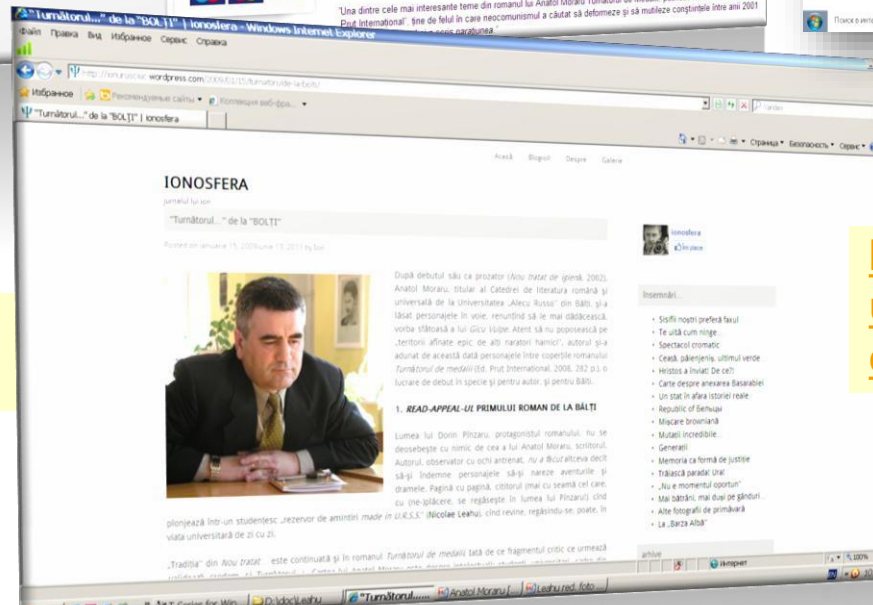 "Una dintre cele mai interesante teme din romanul lui Anatol Moraru
Prut International", ține de felul în care neocomunismul a căutat să deformeze și să mutileze conștiințele între anii 2001
"Turnătorul..." de la "BOLȚI" | Ionosfera - Windows Internet Explorer
Файл Правка Вид Избранное Сервис Справка
Избранное Рекомендуемые сайты Коллекция веб-фра...
"Turnătorul..." de la "BOLȚI" | ionosfera
Страница Безопасность Сервис
Acasă Blogroll Despre Galerie
IONOSFERA
jurnalul lui ion
"Turnătorul..." de la "BOLȚI"
După debutul său ca prozator (Nou tratat de igienă, 2002),
Anatol Moraru, titular al Catedrei de literatura română și
universală de la Universitatea „Alecu Russo" din Bălți, și-a
lăsat personajele în voie, renunțînd să le mai dădăcească,
vorba sfătoasă a lui Gicu Vulpe. Atent să nu poposească pe
„teritorii afinate epic de alți naratori harnici", autorul și-a
adunat de această dată personajele între coperțile romanului
Turnătorul de medalii (Ed. Prut Internațional, 2008, 282 p.), o
lucrare de debut în specie și pentru autor, și pentru Bălți.
1. READ-APPEAL-UL PRIMULUI ROMAN DE LA BĂLȚI
Lumea lui Dorin Pînzaru, protagonistul romanului, nu se
deosebește cu nimic de cea a lui Anatol Moraru, scriitorul.
Autorul, observator cu ochi antrenat, nu a făcut altceva decît
să-și îndemne personajele să-și nareze aventurile și
dramele. Pagină cu pagină, cititorul (mai cu seamă cel care,
cu (ne-)plăcere, se regăsește în lumea lui Pînzaru) cînd
plonjează într-un studențesc „rezervor de amintiri made in U.R.S.S." (Nicolae Leahu), cînd revine, regăsindu-se, poate, în
viața universitară de zi cu zi.
„Tradiția" din Nou tratat... este continuată și în romanul Turnătorul de medalii. Iată de ce fragmentul critic ce urmează
ionosfera
Îmi place
Însemnări...
Sisifii noștri preferă faxul
Te uită cum ninge...
Spectacol cromatic
Ceașă, pălenjeniș, ultimul verde
Hristos a înviat! De ce?!
Carte despre anexarea Basarabiei
Un stat în afara istoriei reale
Republic of Бельцы
Mișcare browniană
Mutații incredibile...
Generații
Memoria ca formă de justiție
Trăiască parada! Ura!
„Nu e momentul oportun"
Mai bătrîni, mai duși pe gînduri...
Alte fotografii de primăvară
La „Barza Albă"
arhive
Интернет 100%
D:\doc\Leahu "Turnătorul...... Anatol Moraru [... Leahu red. foto ...
EN